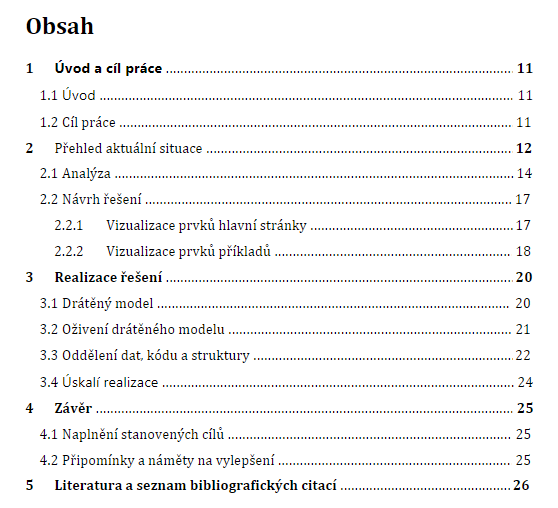 Obsah
1 Úvod a cíl práce 11
1.1 Úvod 11
1.2 Cíl práce 11
2 Přehled aktuální situace 12
2.1 Analýza 14
2.2 Návrh řešení 17
2.2.1 Vizualizace prvků hlavní stránky 17
2.2.2 Vizualizace prvků příkladů 18
3 Realizace řešení 20
3.1 Drátěný model 20
3.2 Oživení drátěného modelu 21
3.3 Oddělení dat, kódu a struktury 22
3.4 Úskalí realizace 24
4 Závěr 25
4.1 Naplnění stanovených cílů 25
4.2 Připomínky a náměty na vylepšení 25
5 Literatura a seznam bibliografických citací 26